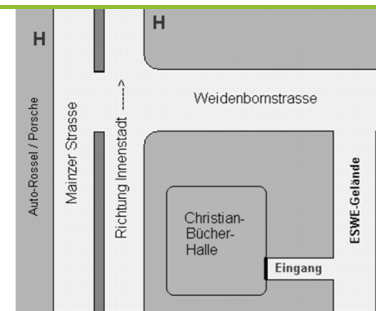 H
H
Weidenbornstrasse
Auto-Rossel / Porsche
Mainzer Strasse
Richtung Innenstadt ----->
Christian-
Bücher-
Halle
ESWE-Gelände
Eingang